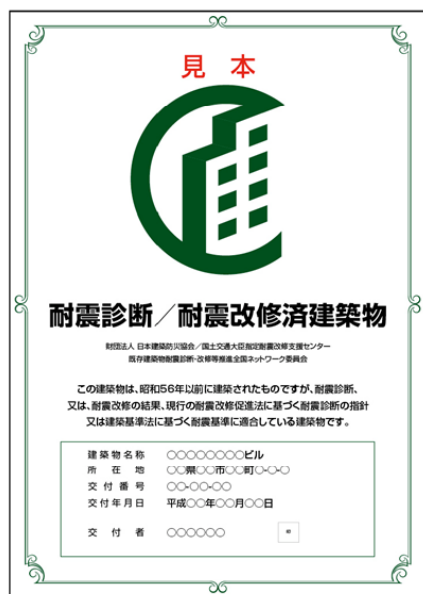 見本
耐震診断／耐震改修済建築物
財団法人 日本建築防災協会／国土交通大臣指定耐震改修支援センター
既存建築物耐震診断・改修等推進全国ネットワーク委員会
この建築物は、昭和56年以前に建築されたものですが、耐震診断、
又は、耐震改修の結果、現行の耐震改修促進法に基づく耐震診断の指針
又は建築基準法に基づく耐震基準に適合している建築物です。
建築物名称 ○○○○○○○○ビル
所在地 ○○県○○市○○町○-○-○
交付番号 ○○-○○-○○
交付年月日 平成○○年○○月○○日
交付者 ○○○○○○